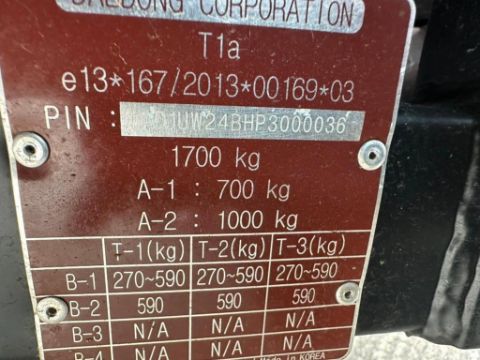 DAEDONG CORPORATION
T1a
e13*167/2013*00169*03
PIN :
1700 kg
A-1 : 700 kg
A-2 : 1000 kg
T-1(kg) T-2(kg) T-3(kg)
B-1 270~590 270~590 270~590
B-2 590 590 590
B-3 N/A N/A N/A
B-4 N/A N/A N/A
Made in KOREA